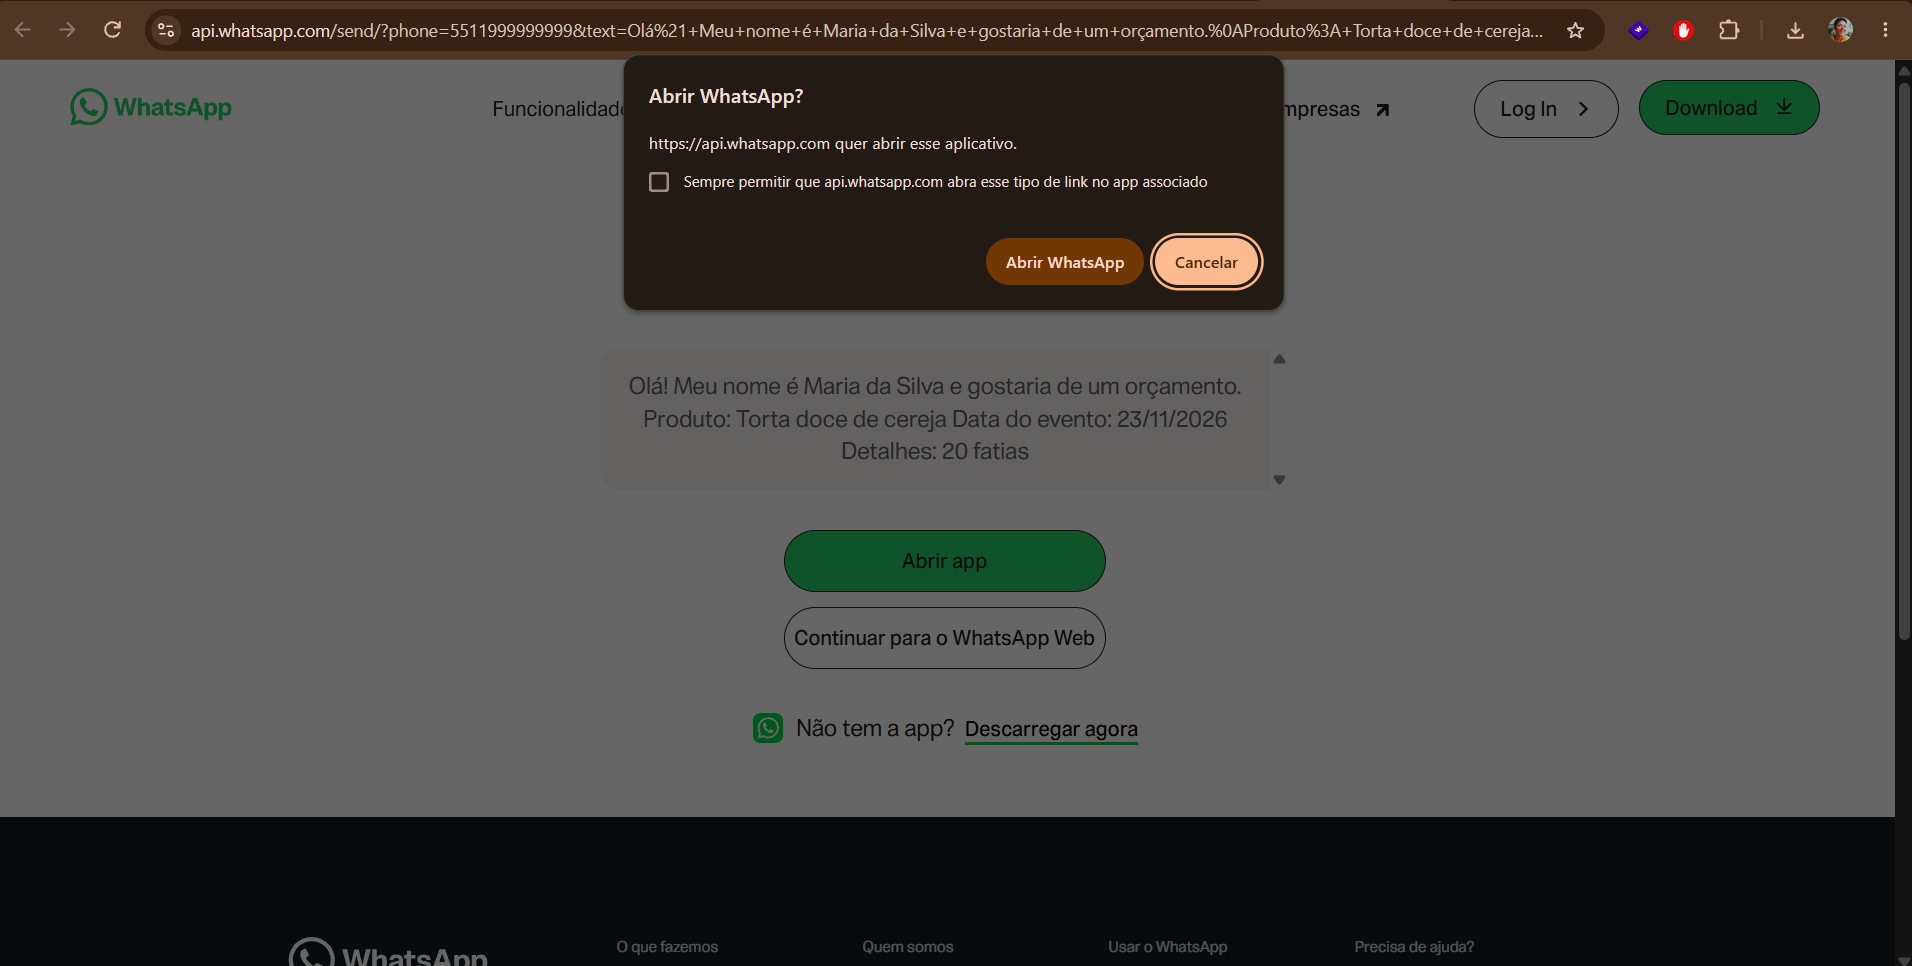 api.whatsapp.com/send/?phone=5511999999999&text=Olá%21+Meu+nome+é+Maria+da+Silva+e+gostaria+de+um+orçamento.%0AProduto%3A+Torta+doce+de+cereja...
WhatsApp
Funcionalidade
mpresas
Log In
Download
Abrir WhatsApp?
https://api.whatsapp.com quer abrir esse aplicativo.
Sempre permitir que api.whatsapp.com abra esse tipo de link no app associado
Abrir WhatsApp
Cancelar
Olá! Meu nome é Maria da Silva e gostaria de um orçamento.
Produto: Torta doce de cereja Data do evento: 23/11/2026
Detalhes: 20 fatias
Abrir app
Continuar para o WhatsApp Web
Não tem a app? Descarregar agora
WhatsApp
O que fazemos
Quem somos
Usar o WhatsApp
Precisa de ajuda?